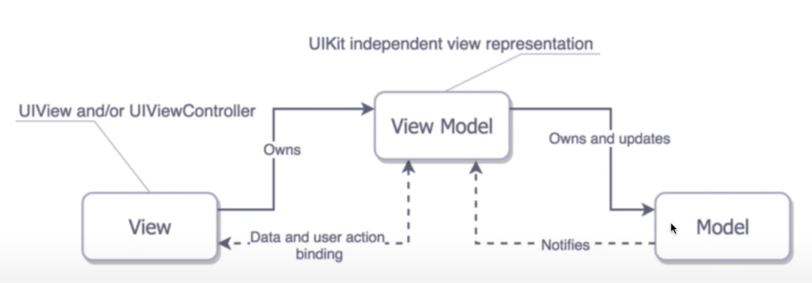 UIKit independent view representation
UIView and/or UIViewController
View Model
Owns and updates
Owns
View
Model
Data and user action
binding
Notifies